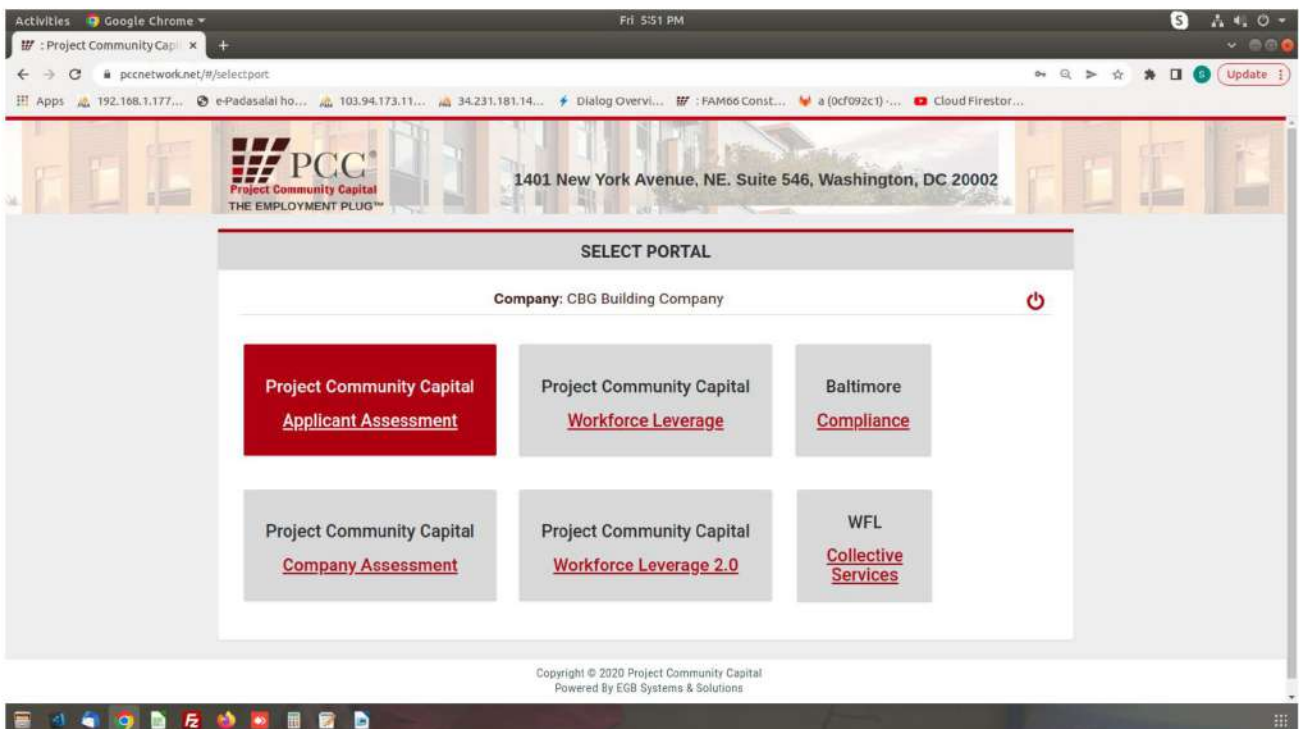 Activities Google Chrome Fri 5:51 PM
: Project Community Cap
pccnetwork.net/#/selectport Update
Apps 192.168.1.177... e-Padasalai ho... 103.94.173.11... 34.231.181.14... Dialog Overvi... : FAM66 Const... a (0cf092c1) ·... Cloud Firestor...
PCC®
Project Community Capital
THE EMPLOYMENT PLUG™
1401 New York Avenue, NE. Suite 546, Washington, DC 20002
SELECT PORTAL
Company: CBG Building Company
Project Community Capital
Applicant Assessment
Project Community Capital
Workforce Leverage
Baltimore
Compliance
Project Community Capital
Company Assessment
Project Community Capital
Workforce Leverage 2.0
WFL
Collective
Services
Copyright © 2020 Project Community Capital
Powered By EGB Systems & Solutions